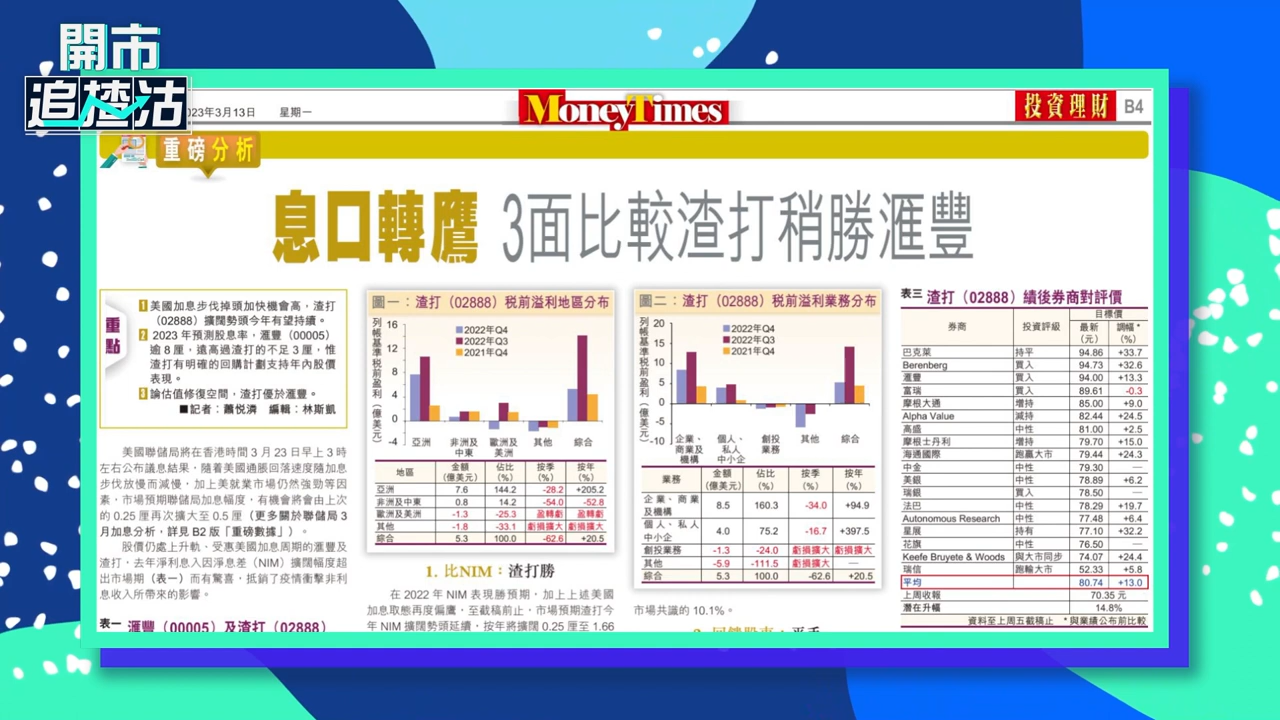 開市
追揸沽
023年3月13日 星期一
MoneyTimes
投資理財 B4
重磅分析
息口轉鷹 3面比較渣打稍勝滙豐
重點
1 美國加息步伐掉頭加快機會高，渣打
（02888）擴闊勢頭今年有望持續。
2 2023 年預測股息率，滙豐（00005）
逾 8 厘，遠高過渣打的不足 3 厘，惟
渣打有明確的回購計劃支持年內股價
表現。
3 論估值修復空間，渣打優於滙豐。
■記者：蕭悦濟 編輯：林斯凱
美國聯儲局將在香港時間 3 月 23 日早上 3 時
左右公布議息結果，隨着美國通脹回落速度隨加息
步伐放慢而減慢，加上美就業市場仍然強勁等因
素，市場預期聯儲局加息幅度，有機會將會由上次
的 0.25 厘再次擴大至 0.5 厘（更多關於聯儲局 3
月加息分析，詳見 B2 版「重磅數據」）。
股價仍處上升軌、受惠美國加息周期的滙豐及
渣打，去年淨利息入因淨息差（NIM）擴闊幅度超
出市場期（表一）而有驚喜，抵銷了疫情衝擊非利
息收入所帶來的影響。
表一 滙豐（00005）及渣打（02888）
圖一：渣打（02888）税前溢利地區分布
列帳基準税前盈利（億美元）
16
12
8
4
0
-4
2022年Q4
2022年Q3
2021年Q4
亞洲 非洲及中東 歐洲及美洲 其他 綜合
地區 金額（億美元） 佔比（%） 按季（%） 按年（%）
亞洲 7.6 144.2 -28.2 +205.2
非洲及中東 0.8 14.2 -54.0 -52.8
歐洲及美洲 -1.3 -25.3 盈轉虧 盈轉虧
其他 -1.8 -33.1 虧損擴大 虧損擴大
綜合 5.3 100.0 -62.6 +20.5
1. 比NIM：渣打勝
在 2022 年 NIM 表現勝預期，加上上述美國
加息取態再度偏鷹，至截稿前止，市場預期渣打今
年 NIM 擴闊勢頭延續，按年將擴闊 0.25 厘至 1.66
圖二：渣打（02888）税前溢利業務分布
列帳基準税前盈利（億美元）
20
15
10
5
0
-5
-10
2022年Q4
2022年Q3
2021年Q4
企業、商業及機構 個人、私人中小企 創投業務 其他 綜合
業務 金額（億美元） 佔比（%） 按季（%） 按年（%）
企業、商業及機構 8.5 160.3 -34.0 +94.9
個人、私人中小企 4.0 75.2 -16.7 +397.5
創投業務 -1.3 -24.0 虧損擴大 虧損擴大
其他 -5.9 -111.5 虧損擴大 —
綜合 5.3 100.0 -62.6 +20.5
市場共識的 10.1%。
表三 渣打（02888）績後券商對評價
券商 投資評級 目標價
最新（元） 調幅*（%）
巴克萊 持平 94.86 +33.7
Berenberg 買入 94.73 +32.6
滙豐 買入 94.00 +13.3
富瑞 買入 89.61 -0.3
摩根大通 增持 85.00 +9.0
Alpha Value 減持 82.44 +24.5
高盛 中性 81.00 +2.5
摩根士丹利 增持 79.70 +15.0
海通國際 跑贏大市 79.44 +24.3
中金 中性 79.30 —
美銀 中性 78.89 +6.2
瑞銀 買入 78.50 —
法巴 中性 78.29 +19.7
Autonomous Research 中性 77.48 +6.4
星展 持有 77.10 +32.2
花旗 中性 76.50 —
Keefe Bruyete & Woods 與大市同步 74.07 +24.4
瑞信 跑輸大市 52.33 +5.8
平均 80.74 +13.0
上周收報 70.35 元
潛在升幅 14.8%
資料至上周五截稿止 *與業績公布前比較